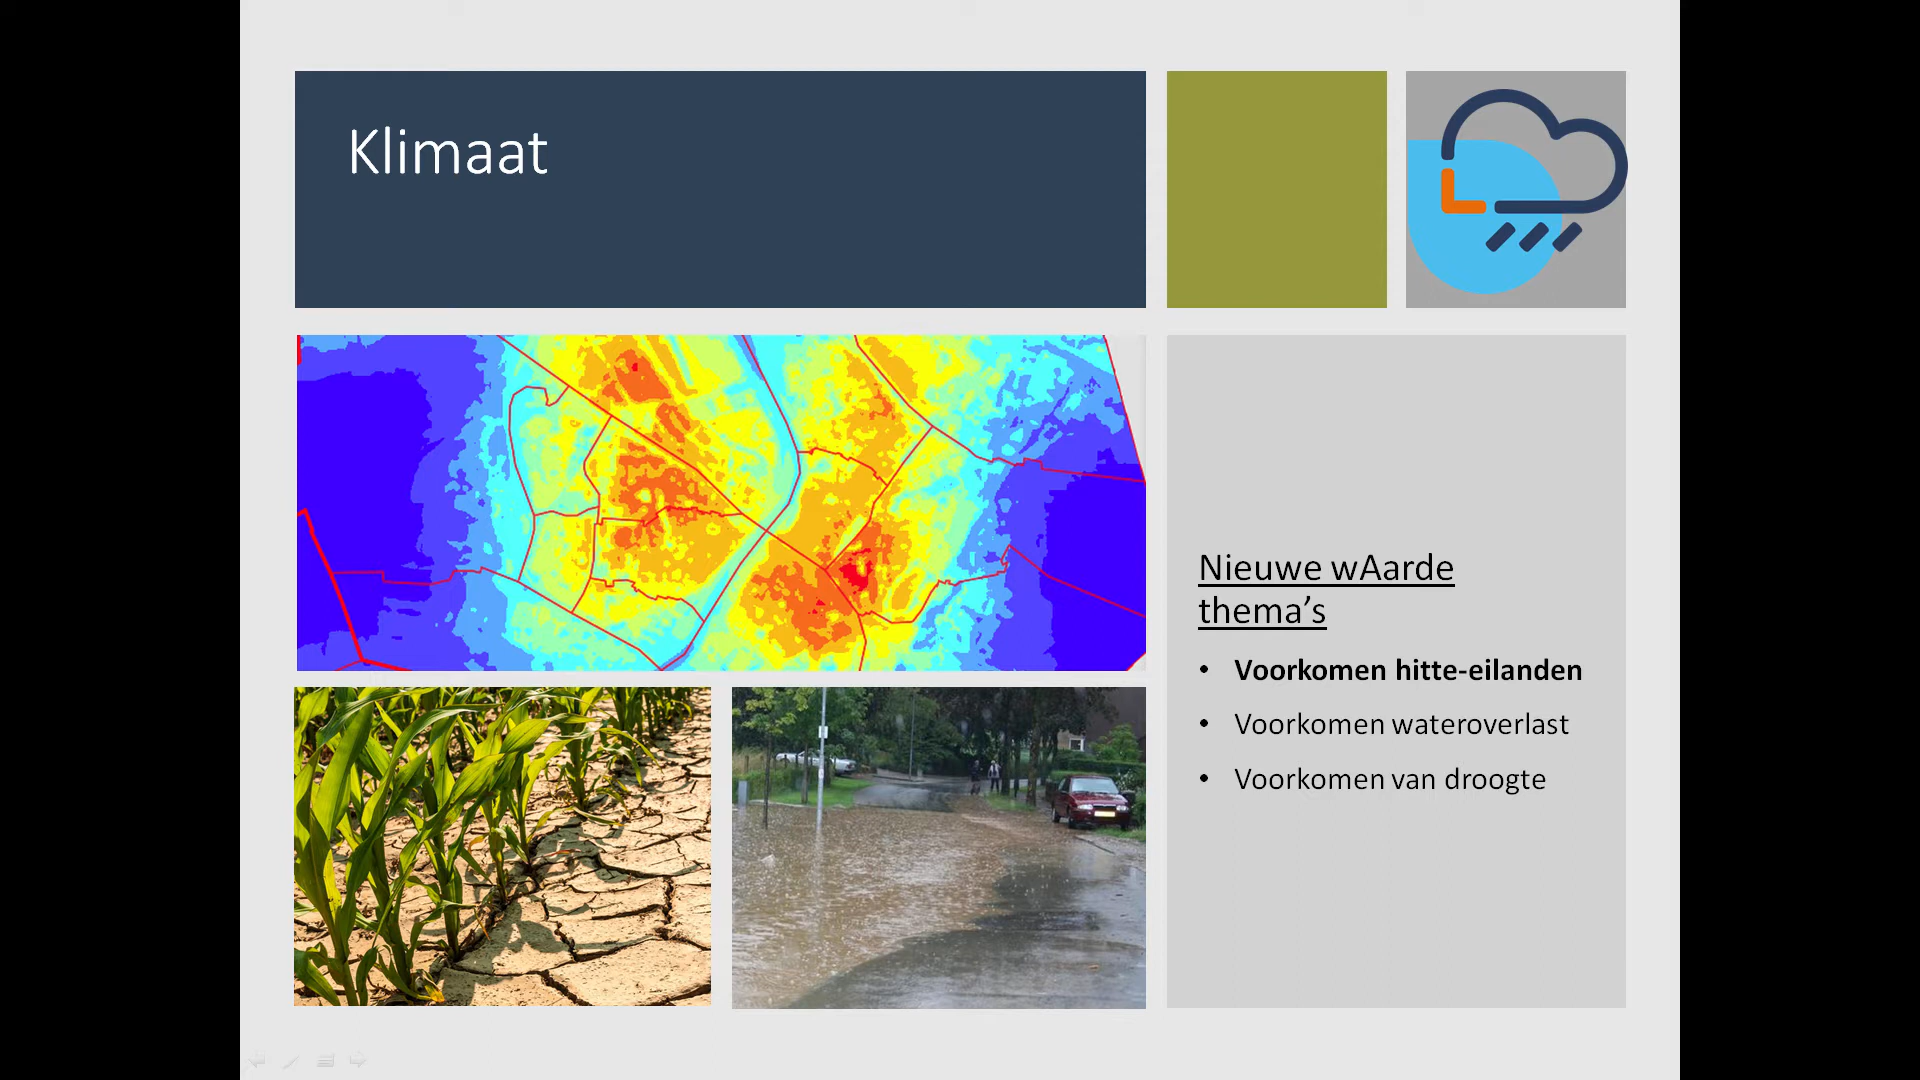 Klimaat
Nieuwe wAarde
thema’s
• Voorkomen hitte-eilanden
• Voorkomen wateroverlast
• Voorkomen van droogte